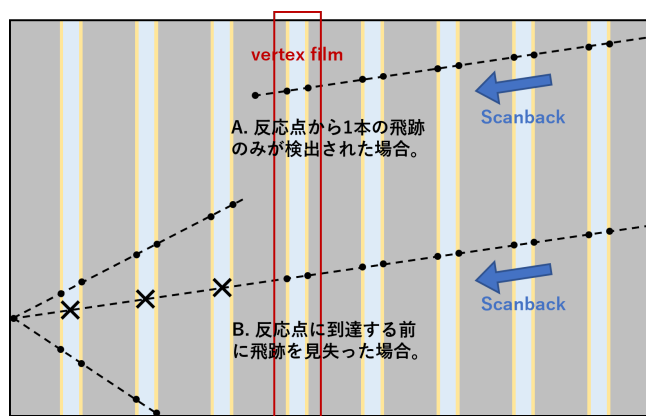 vertex film
Scanback
A. 反応点から1本の飛跡
のみが検出された場合。
Scanback
B. 反応点に到達する前
に飛跡を見失った場合。